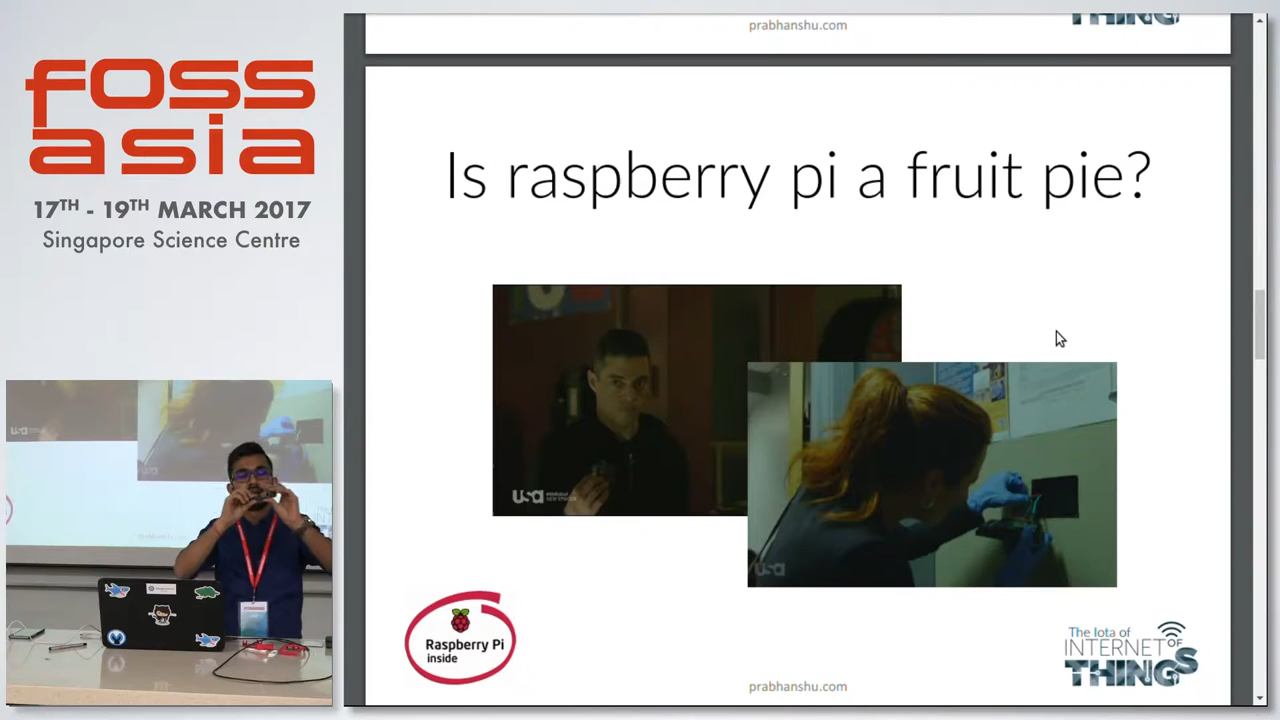 foss
asia
17TH - 19TH MARCH 2017
Singapore Science Centre
prabhanshu.com
THINGS
Is raspberry pi a fruit pie?
usa
usa
Raspberry Pi
inside
The Iota of
INTERNET OF
THINGS
prabhanshu.com